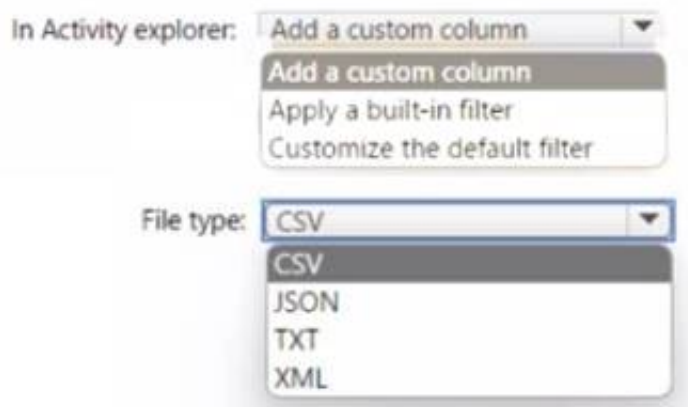 In Activity explorer: Add a custom column
Add a custom column
Apply a built-in filter
Customize the default filter
File type: CSV
CSV
JSON
TXT
XML